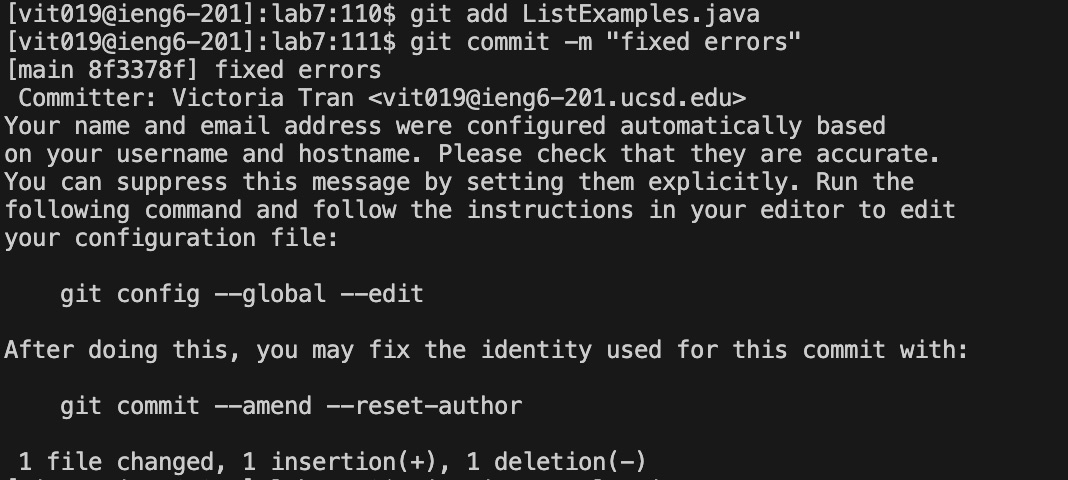 [vit019@ieng6-201]:lab7:110$ git add ListExamples.java
[vit019@ieng6-201]:lab7:111$ git commit -m "fixed errors"
[main 8f3378f] fixed errors
 Committer: Victoria Tran <vit019@ieng6-201.ucsd.edu>
Your name and email address were configured automatically based
on your username and hostname. Please check that they are accurate.
You can suppress this message by setting them explicitly. Run the
following command and follow the instructions in your editor to edit
your configuration file:

    git config --global --edit

After doing this, you may fix the identity used for this commit with:

    git commit --amend --reset-author

 1 file changed, 1 insertion(+), 1 deletion(-)